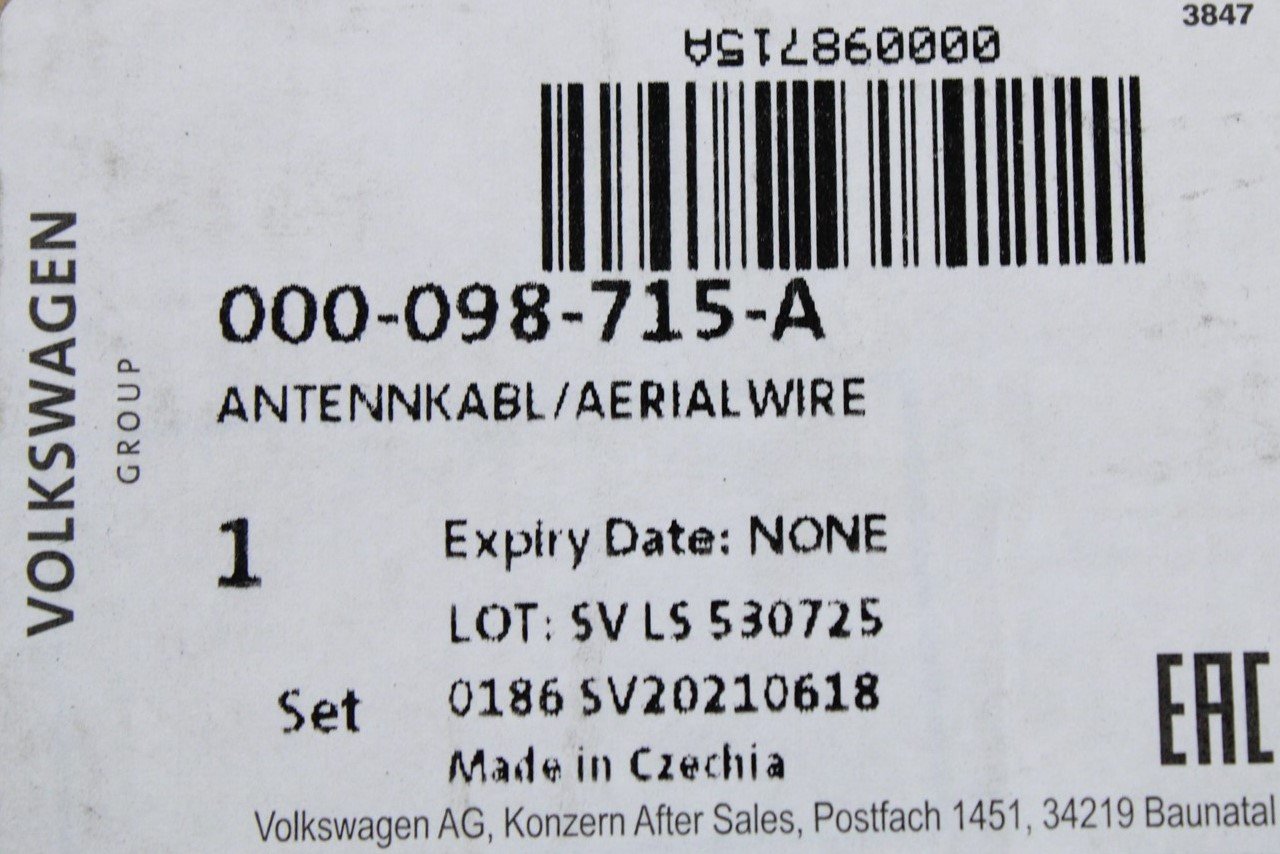 3847
000098715A
000-098-715-A
ANTENNKABL/AERIALWIRE
VOLKSWAGEN
GROUP
1
Expiry Date: NONE
LOT: SV LS 530725
Set
0186 SV20210618
Made in Czechia
EAC
Volkswagen AG, Konzern After Sales, Postfach 1451, 34219 Baunatal